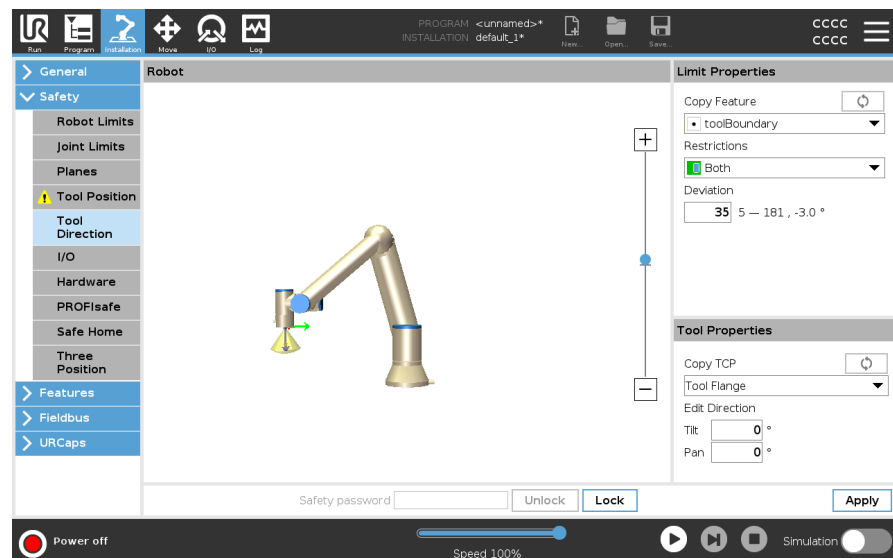 PROGRAM <unnamed>*
INSTALLATION default_1*
Run Program Installation Move I/O Log New... Open... Save...
CCCC
CCCC
General
Safety
Robot Limits
Joint Limits
Planes
Tool Position
Tool
Direction
I/O
Hardware
PROFIsafe
Safe Home
Three
Position
Features
Fieldbus
URCaps
Robot
+
−
Safety password Unlock Lock
Limit Properties
Copy Feature
toolBoundary
Restrictions
Both
Deviation
35 5 — 181 , -3.0 °
Tool Properties
Copy TCP
Tool Flange
Edit Direction
Tilt 0 °
Pan 0 °
Apply
Power off
Speed 100%
Simulation